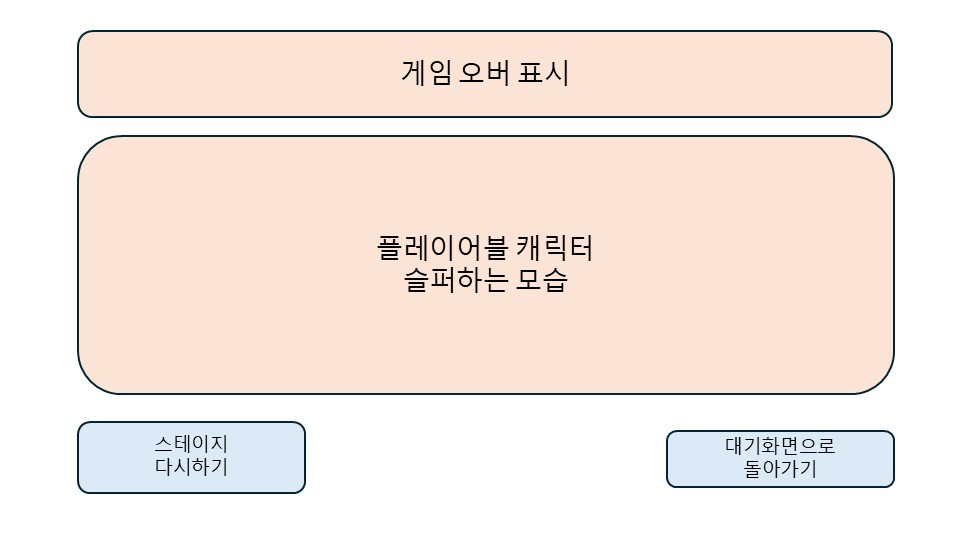 게임 오버 표시
플레이어블 캐릭터
슬퍼하는 모습
스테이지
다시하기
대기화면으로
돌아가기